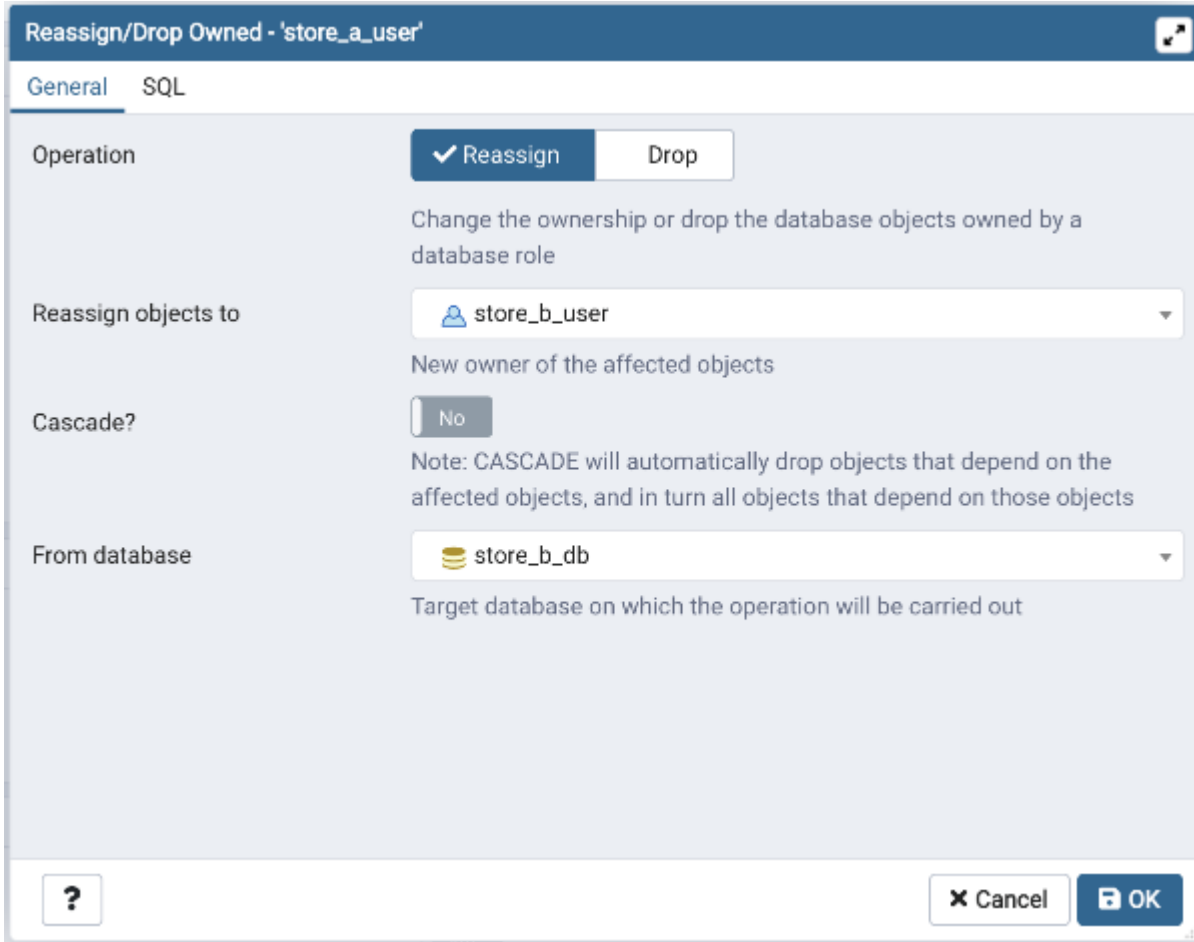 Reassign/Drop Owned - 'store_a_user'
General SQL
Operation
Reassign Drop
Change the ownership or drop the database objects owned by a
database role
Reassign objects to
store_b_user
New owner of the affected objects
Cascade?
No
Note: CASCADE will automatically drop objects that depend on the
affected objects, and in turn all objects that depend on those objects
From database
store_b_db
Target database on which the operation will be carried out
?
Cancel OK